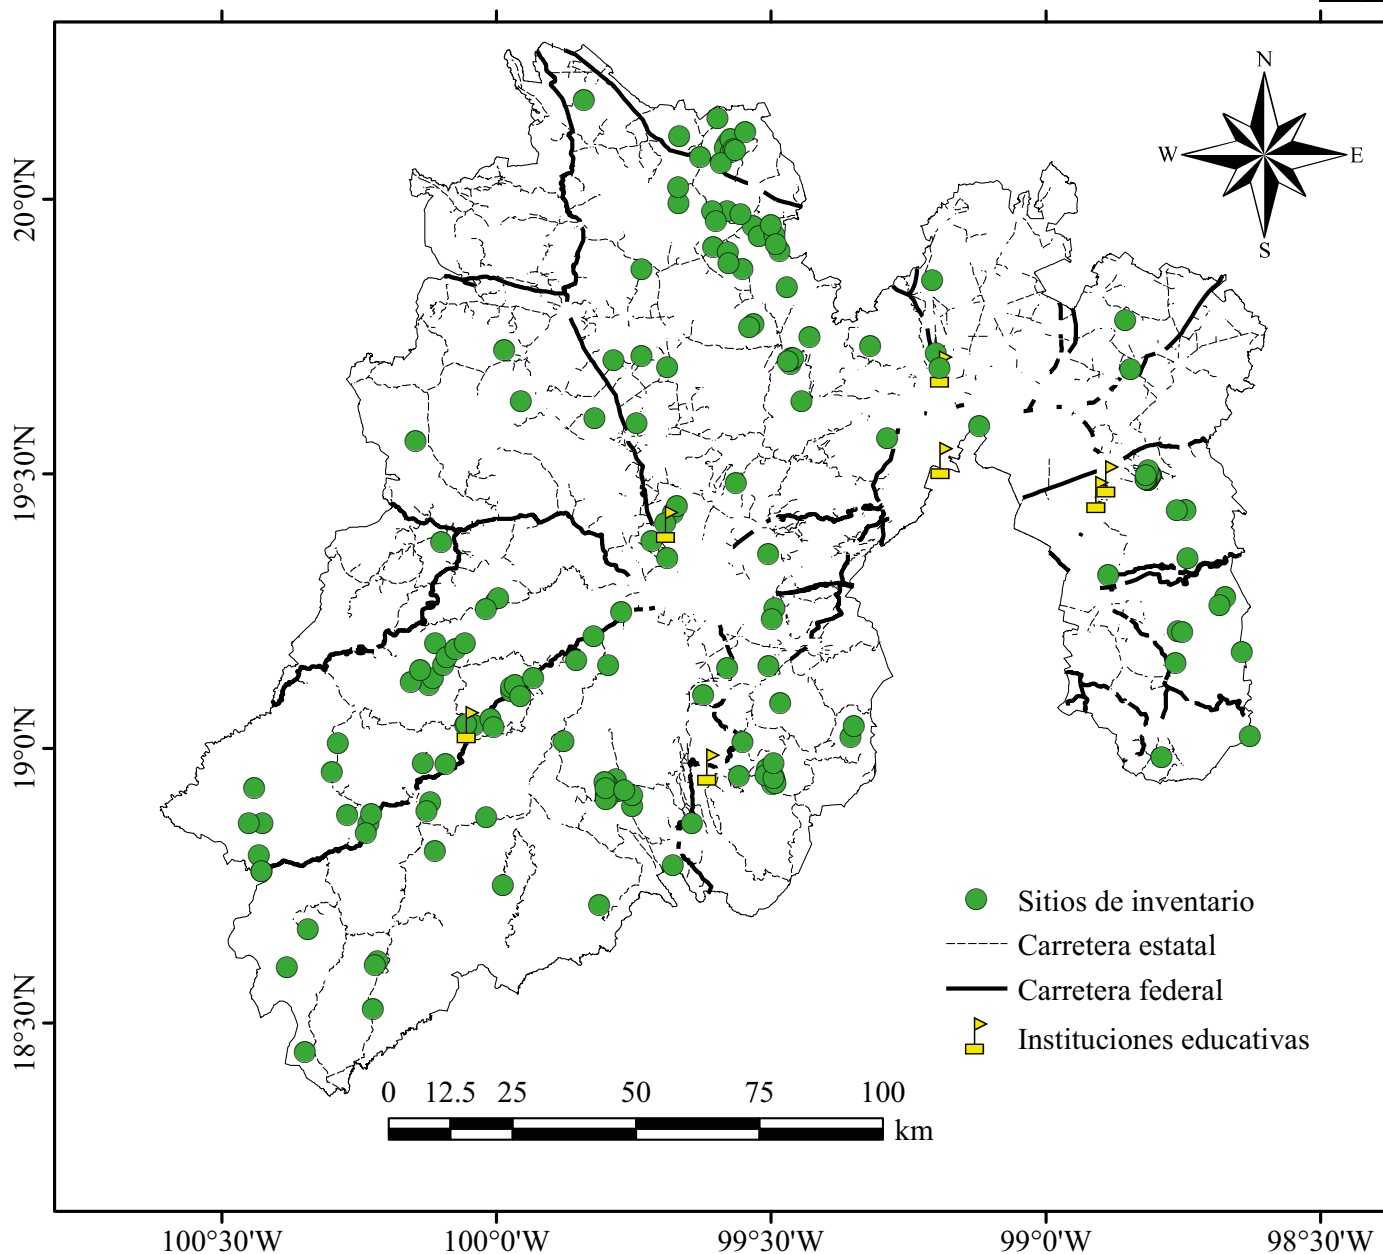 N
W E
S
20°0'N
19°30'N
19°0'N
18°30'N
Sitios de inventario
Carretera estatal
Carretera federal
Instituciones educativas
0 12.5 25 50 75 100
km
100°30'W 100°0'W 99°30'W 99°0'W 98°30'W